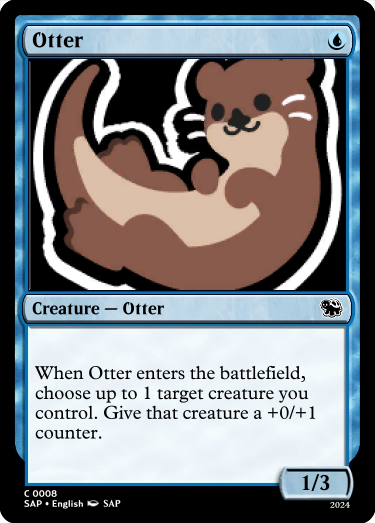 Otter
Creature — Otter
When Otter enters the battlefield,
choose up to 1 target creature you
control. Give that creature a +0/+1
counter.
1/3
C 0008
SAP • English SAP
2024